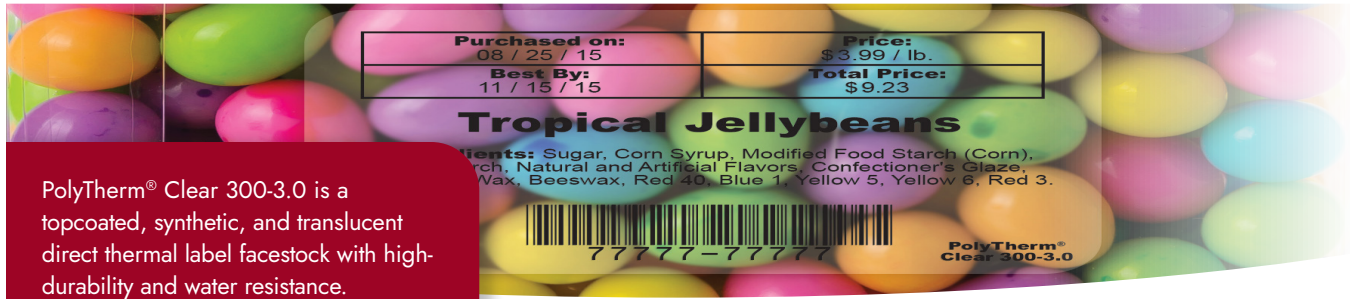 Purchased on:
08 / 25 / 15
Price:
$3.99 / lb.
Best By:
11 / 15 / 15
Total Price:
$9.23
Tropical Jellybeans
dients: Sugar, Corn Syrup, Modified Food Starch (Corn),
rch, Natural and Artificial Flavors, Confectioner's Glaze,
Wax, Beeswax, Red 40, Blue 1, Yellow 5, Yellow 6, Red 3.
77777-77777
PolyTherm®
Clear 300-3.0
PolyTherm® Clear 300-3.0 is a
topcoated, synthetic, and translucent
direct thermal label facestock with high-
durability and water resistance.